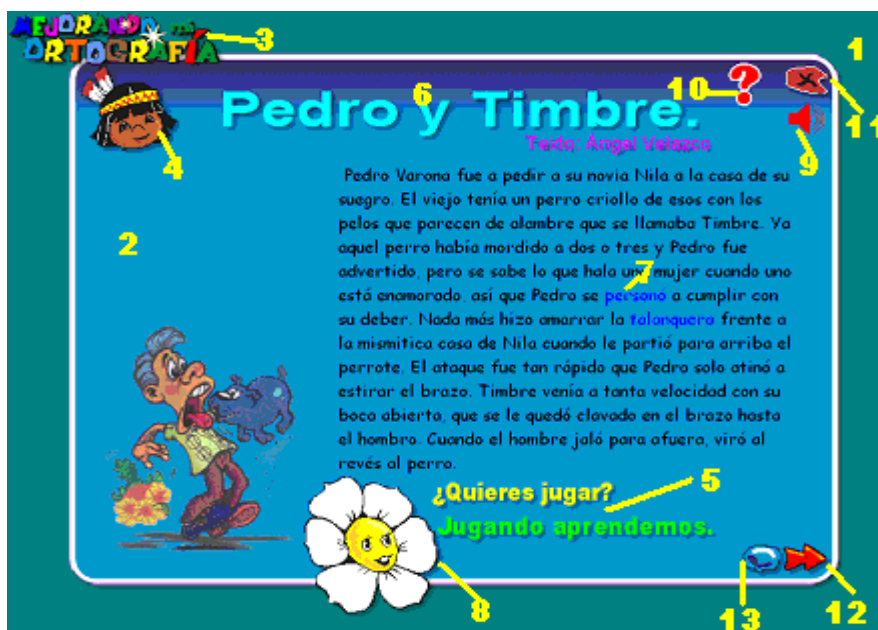 MEJORANDO mi
ORTOGRAFÍA
3
1
Pedro y Timbre.
6
10
?
11
4
9
Texto: Ángel Velazco
Pedro Varona fue a pedir a su novia Nila a la casa de su
suegro. El viejo tenía un perro criollo de esos con los
pelos que parecen de alambre que se llamaba Timbre. Ya
aquel perro había mordido a dos o tres y Pedro fue
2
advertido, pero se sabe lo que hala una mujer cuando uno
7
está enamorado, así que Pedro se personó a cumplir con
su deber. Nada más hizo amarrar la talanquera frente a
la mismitica casa de Nila cuando le partió para arriba el
perrote. El ataque fue tan rápido que Pedro solo atinó a
estirar el brazo. Timbre venía a tanta velocidad con su
boca abierta, que se le quedó clavado en el brazo hasta
el hombro. Cuando el hombre jaló para afuera, viró al
revés al perro.
5
¿Quieres jugar?
Jugando aprendemos.
8
13
12